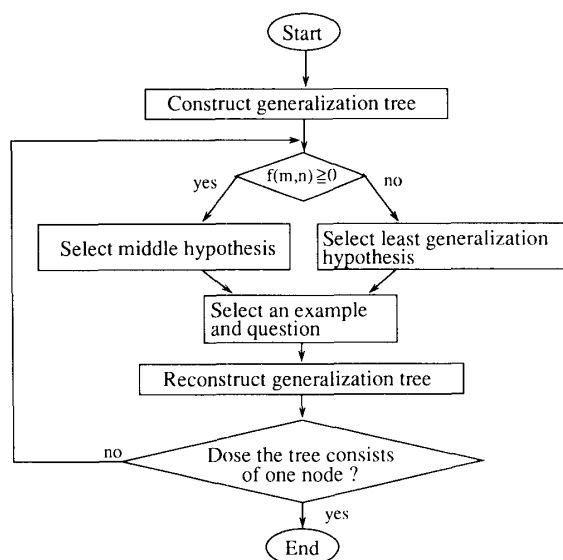 Start
Construct generalization tree
f(m,n)≧0
yes
no
Select middle hypothesis
Select least generalization
hypothesis
Select an example
and question
Reconstruct generalization tree
Dose the tree consists
of one node ?
no
yes
End